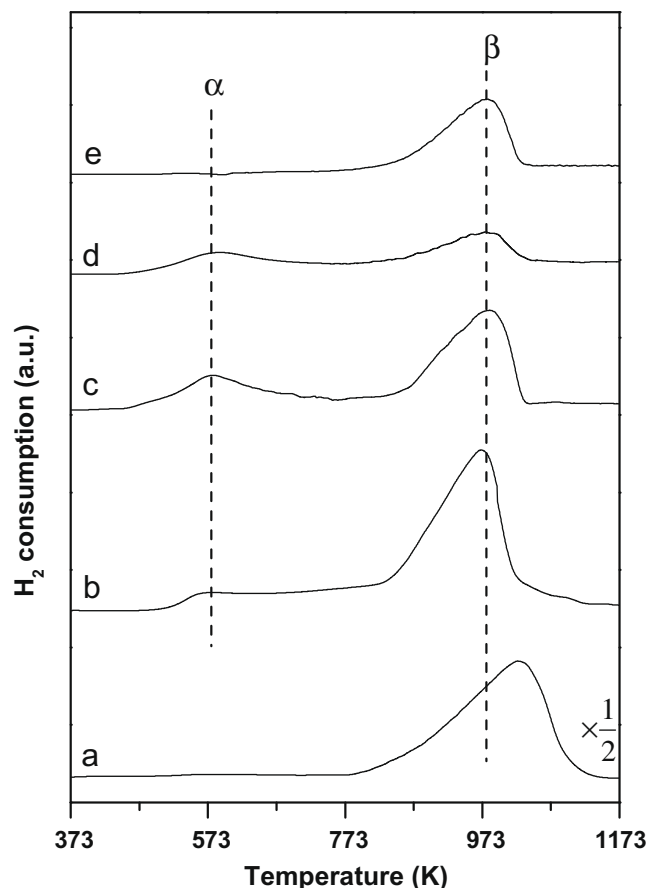 β
α
e
d
c
b
a
×1/2
H₂ consumption (a.u.)
373 573 773 973 1173
Temperature (K)